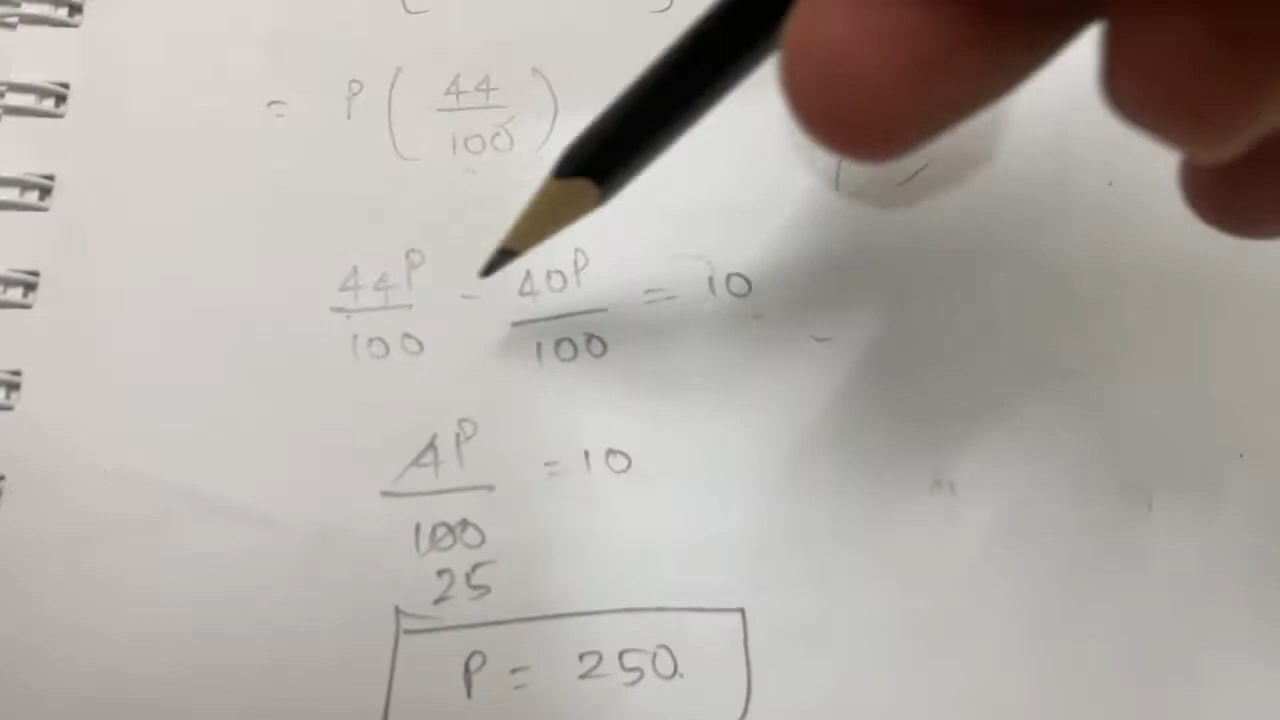 = P ( 44 / 100 )
44P / 100 - 40P / 100 = 10
4P / 100 = 10
25
P = 250.